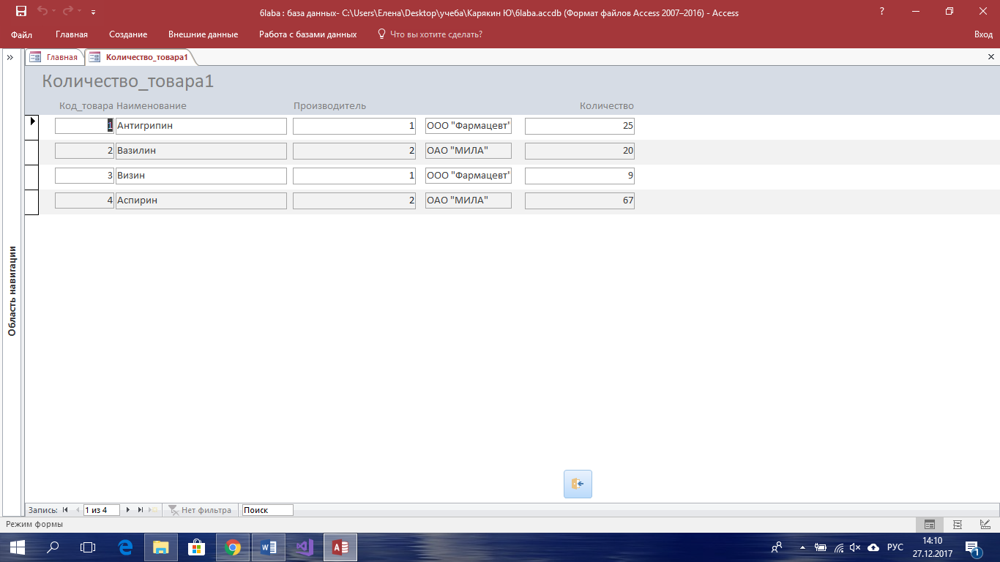 6laba : база данных- C:\Users\Елена\Desktop\учеба\Карякин Ю\6laba.accdb (Формат файлов Access 2007–2016) - Access
?
Файл Главная Создание Внешние данные Работа с базами данных Что вы хотите сделать? Вход
Главная Количество_товара1
Количество_товара1
Код_товара Наименование Производитель Количество
1 Антигрипин 1 ООО "Фармацевт" 25
2 Вазилин 2 ОАО "МИЛА" 20
3 Визин 1 ООО "Фармацевт" 9
4 Аспирин 2 ОАО "МИЛА" 67
Область навигации
Запись: 1 из 4 Нет фильтра Поиск
Режим формы
РУС 14:10
27.12.2017 1